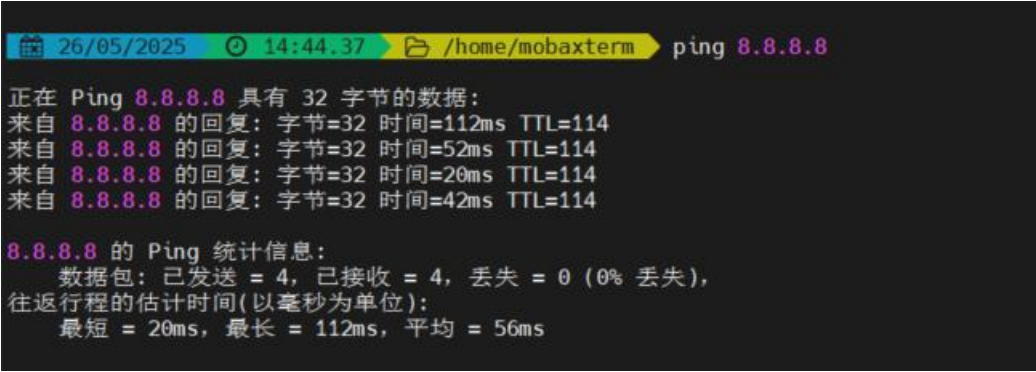 26/05/2025 14:44.37 /home/mobaxterm ping 8.8.8.8
正在 Ping 8.8.8.8 具有 32 字节的数据:
来自 8.8.8.8 的回复: 字节=32 时间=112ms TTL=114
来自 8.8.8.8 的回复: 字节=32 时间=52ms TTL=114
来自 8.8.8.8 的回复: 字节=32 时间=20ms TTL=114
来自 8.8.8.8 的回复: 字节=32 时间=42ms TTL=114
8.8.8.8 的 Ping 统计信息:
数据包: 已发送 = 4，已接收 = 4，丢失 = 0 (0% 丢失)，
往返行程的估计时间(以毫秒为单位):
最短 = 20ms，最长 = 112ms，平均 = 56ms